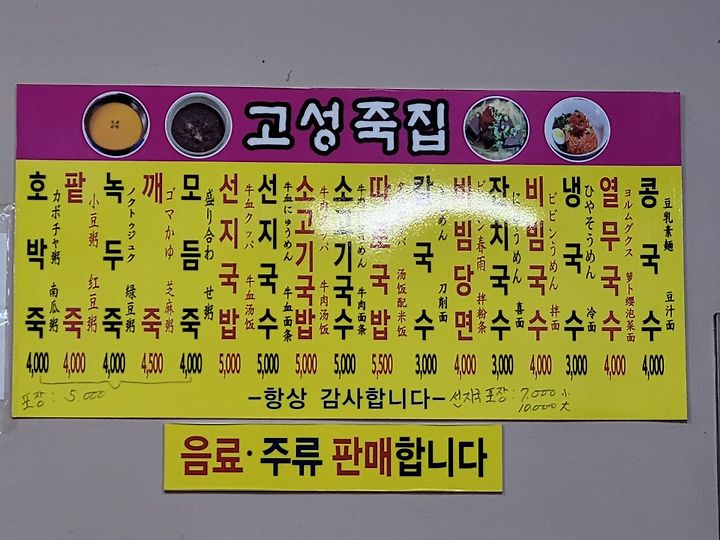 고성죽집
호박죽 カボチャ粥 南瓜粥 4,000
팥죽 小豆粥 红豆粥 4,000
녹두죽 ノクトゥジュク 绿豆粥 4,000
깨죽 ゴマかゆ 芝麻粥 4,500
모듬죽 盛り合わせ粥 4,000
선지국밥 牛血クッパ 牛血汤饭 5,000
선지국수 牛血にゅうめん 牛血面条 5,000
소고기국밥 牛肉汤饭 5,000
소고기국수 牛肉面条 5,000
따로국밥 汤饭配米饭 5,500
칼국수 刀削面 3,000
비빔당면 ビビン春雨 拌粉条 4,000
잔치국수 にゅうめん 喜面 3,000
비빔국수 ビビンうめん 拌面 4,000
냉국수 ひやそうめん 冷面 3,000
열무국수 ヨルムグクス 萝卜缨泡菜面 4,000
콩국수 豆乳素麺 豆汁面 4,000
포장: 5.000
-항상 감사합니다-
선지국 포장: 7.000 小
10.000 大
음료·주류 판매합니다